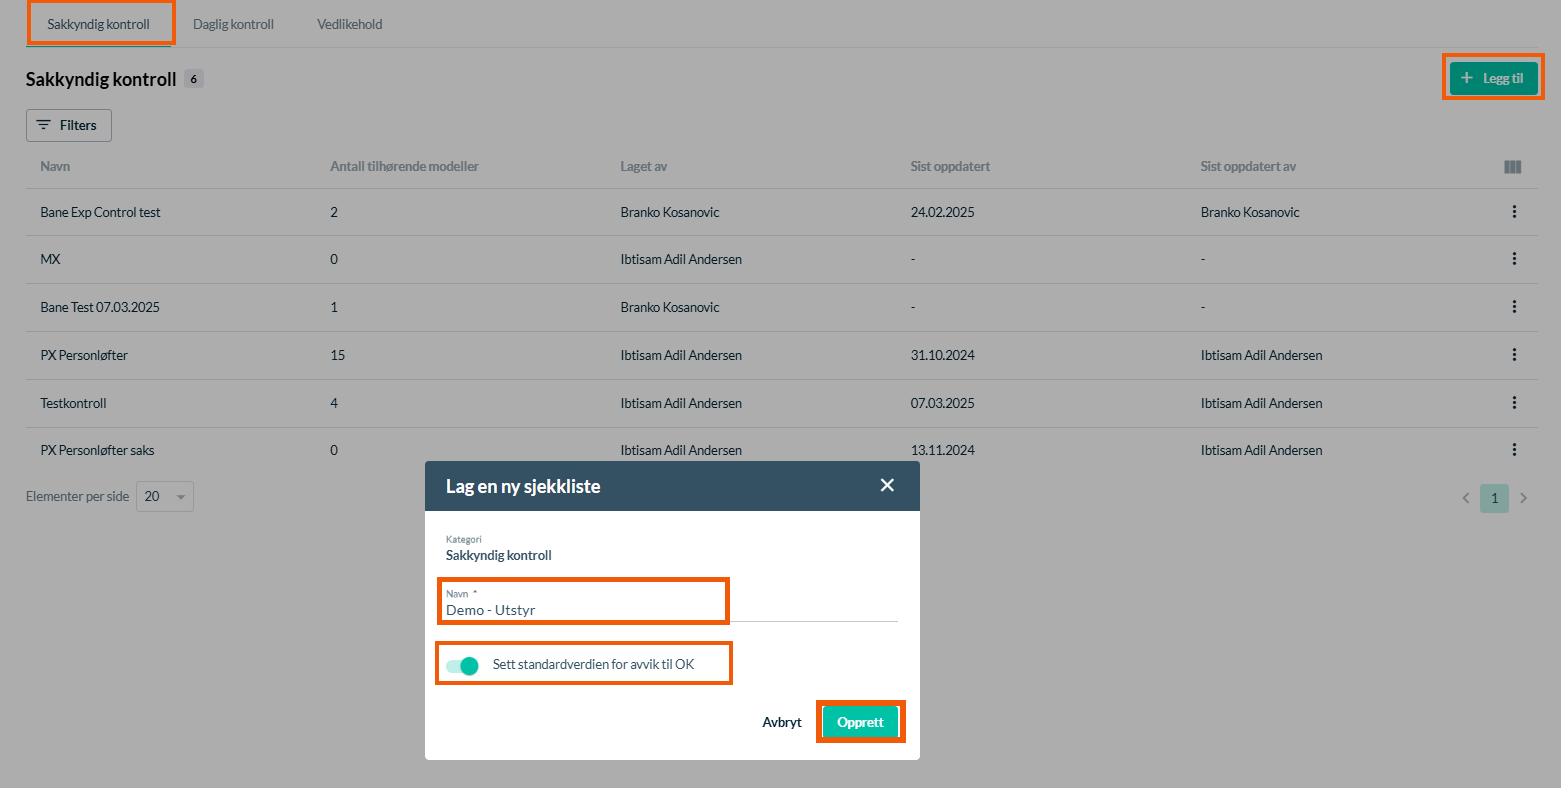 Sakkyndig kontroll Daglig kontroll Vedlikehold
Sakkyndig kontroll 6
+ Legg til
Filters
Navn Antall tilhørende modeller Laget av Sist oppdatert Sist oppdatert av
Bane Exp Control test 2 Branko Kosanovic 24.02.2025 Branko Kosanovic
MX 0 Ibtisam Adil Andersen - -
Bane Test 07.03.2025 1 Branko Kosanovic - -
PX Personløfter 15 Ibtisam Adil Andersen 31.10.2024 Ibtisam Adil Andersen
Testkontroll 4 Ibtisam Adil Andersen 07.03.2025 Ibtisam Adil Andersen
PX Personløfter saks 0 Ibtisam Adil Andersen 13.11.2024 Ibtisam Adil Andersen
Elementer per side 20
1
Lag en ny sjekkliste
Kategori
Sakkyndig kontroll
Navn *
Demo - Utstyr
Sett standardverdien for avvik til OK
Avbryt Opprett